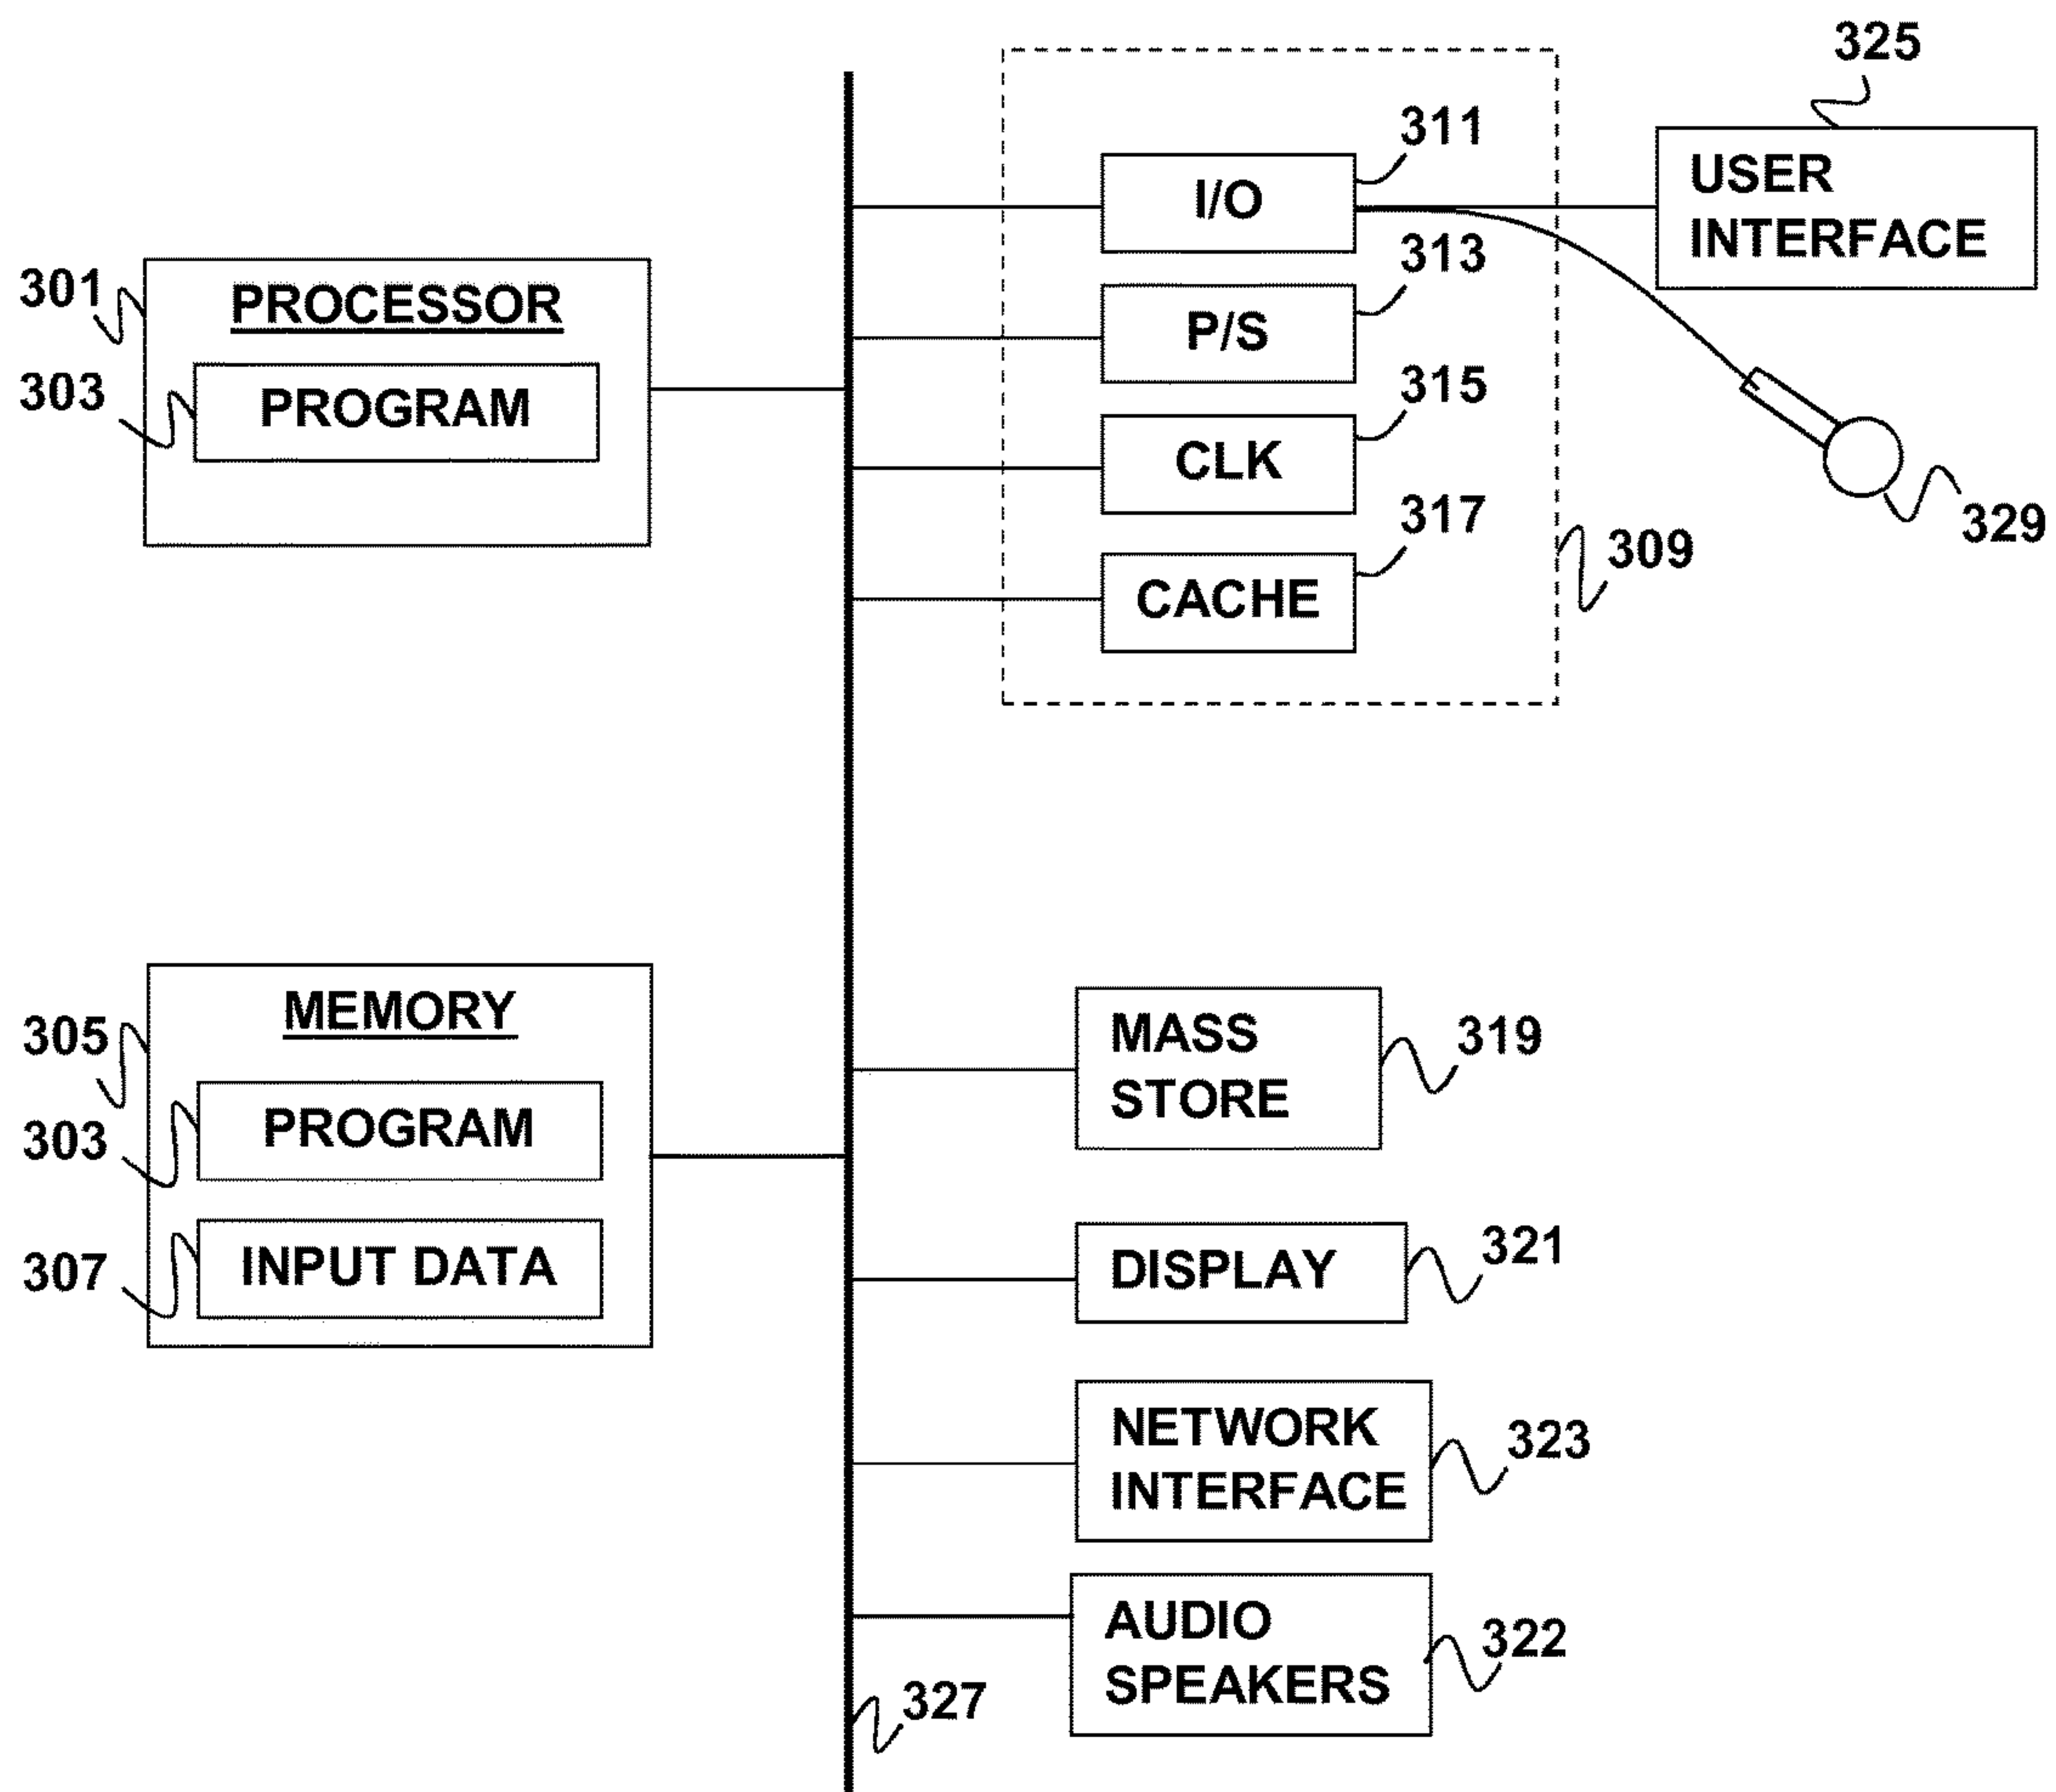 325
311
USER
INTERFACE
I/O
313
301
PROCESSOR
P/S
303
PROGRAM
315
CLK
317
329
309
CACHE
305
MEMORY
MASS
STORE
319
303
PROGRAM
307
INPUT DATA
321
DISPLAY
NETWORK
INTERFACE
323
AUDIO
SPEAKERS
322
327